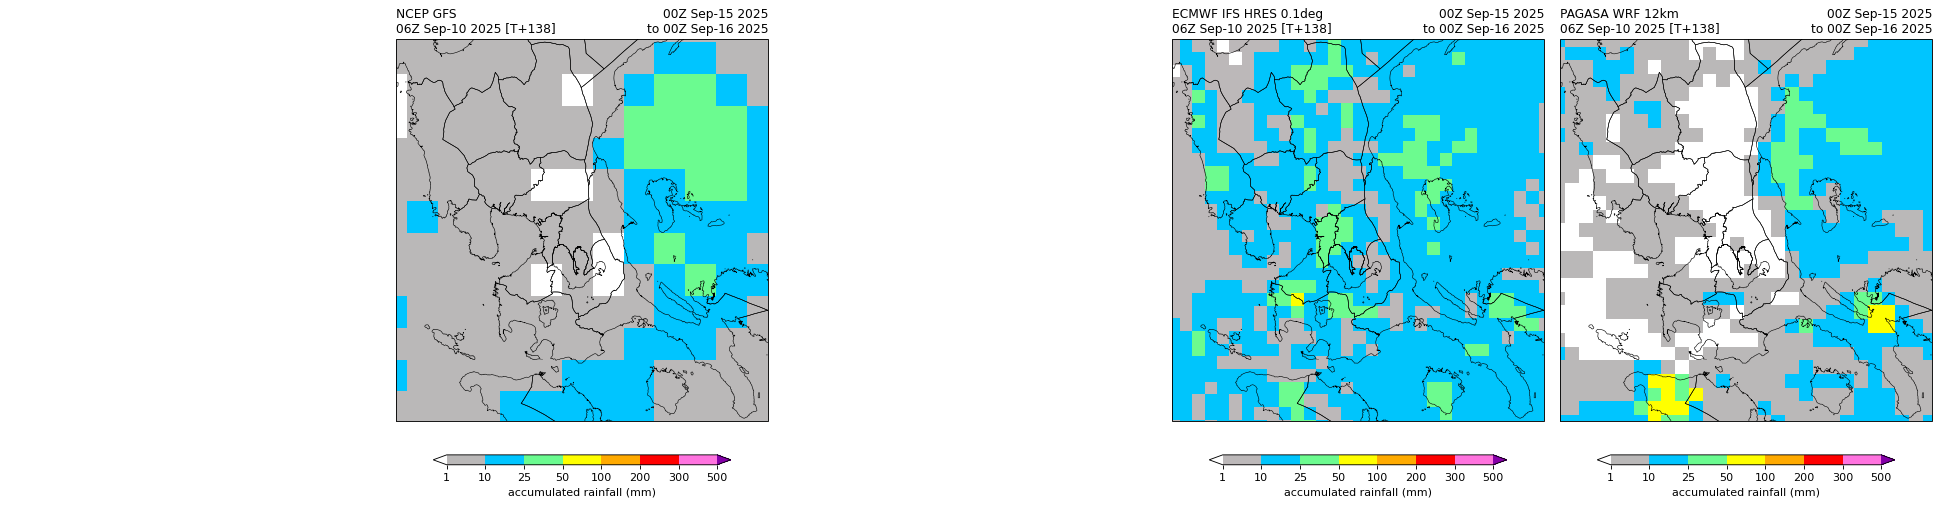 NCEP GFS 00Z Sep-15 2025
06Z Sep-10 2025 [T+138] to 00Z Sep-16 2025
1 10 25 50 100 200 300 500
accumulated rainfall (mm)
ECMWF IFS HRES 0.1deg 00Z Sep-15 2025
06Z Sep-10 2025 [T+138] to 00Z Sep-16 2025
1 10 25 50 100 200 300 500
accumulated rainfall (mm)
PAGASA WRF 12km 00Z Sep-15 2025
06Z Sep-10 2025 [T+138] to 00Z Sep-16 2025
1 10 25 50 100 200 300 500
accumulated rainfall (mm)